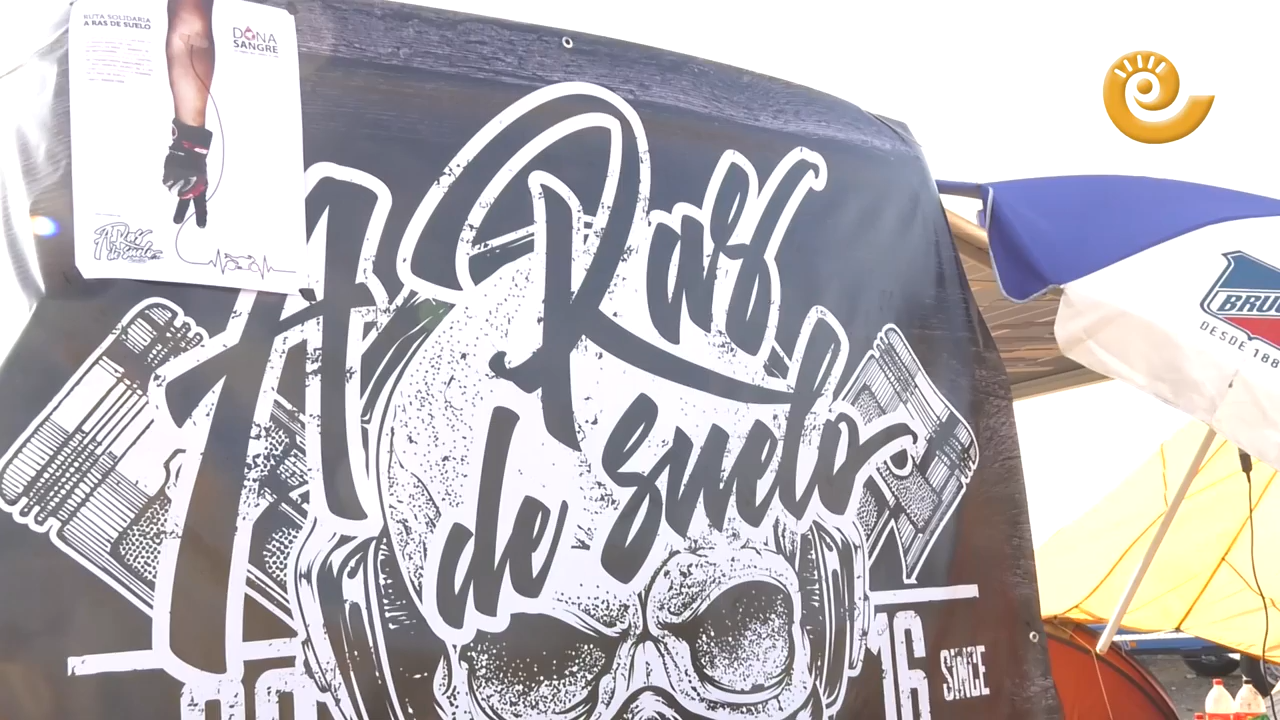 RUTA SOLIDARIA
A RAS DE SUELO
DONA
SANGRE
A Ras
de suelo
A Ras
de suelo
16
SINCE
BRU
DESDE 188